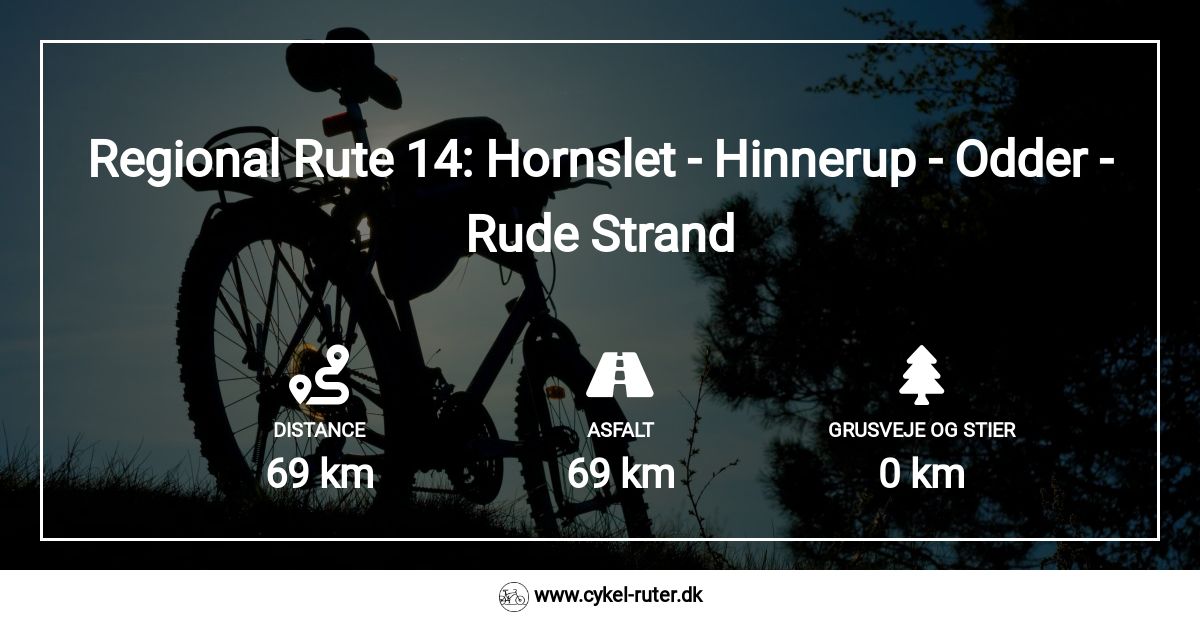 Regional Rute 14: Hornslet - Hinnerup - Odder -
Rude Strand
DISTANCE
69 km
ASFALT
69 km
GRUSVEJE OG STIER
0 km
www.cykel-ruter.dk